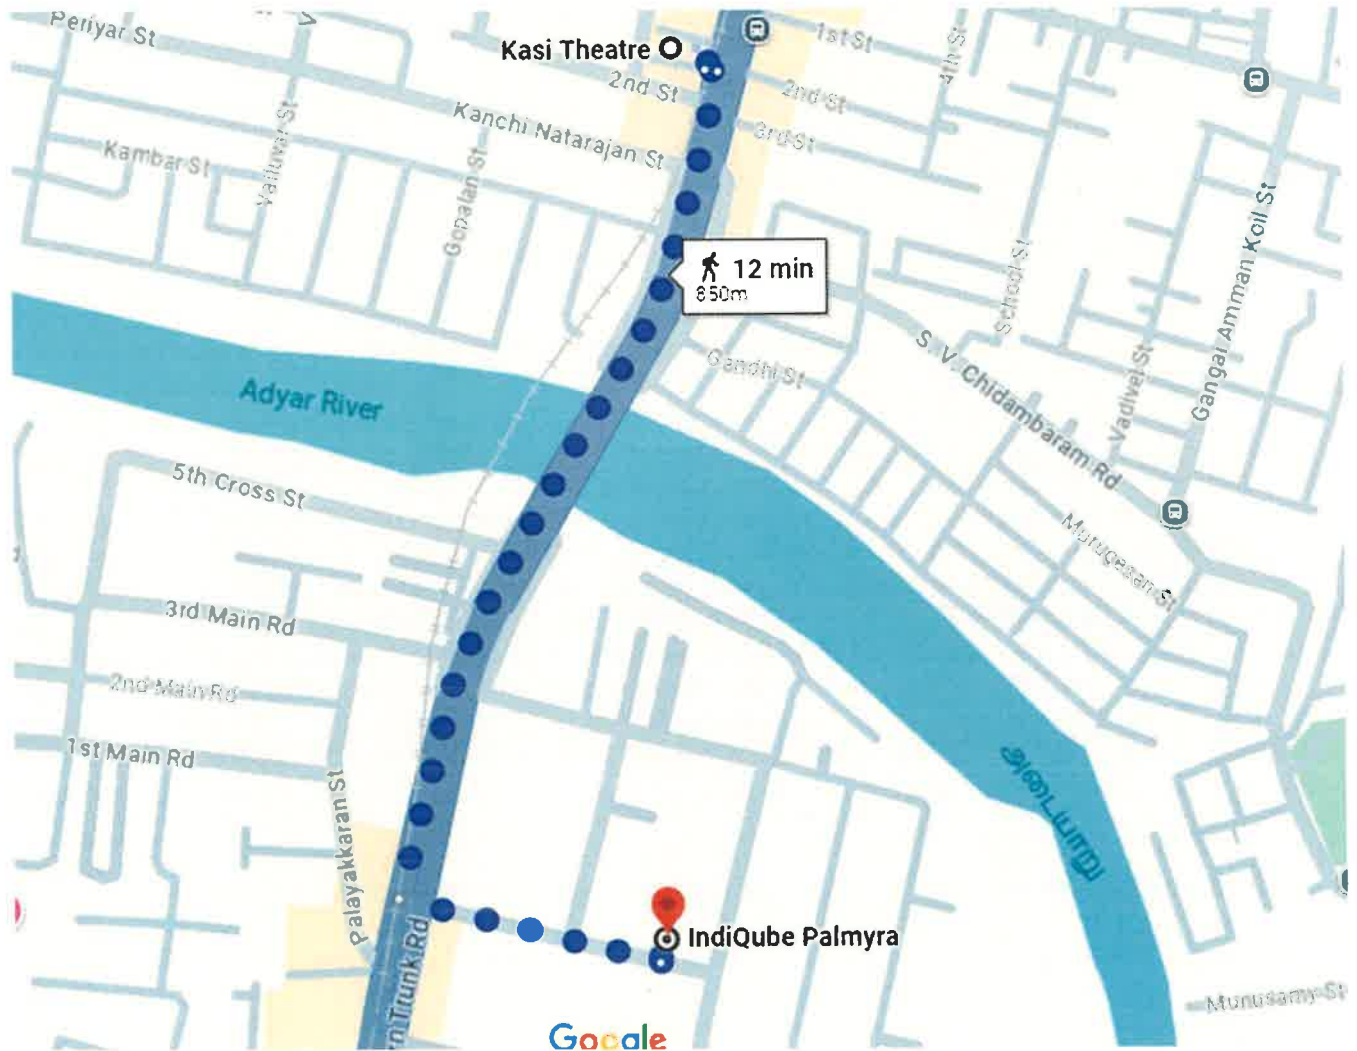 Periyar St
V
Kasi Theatre
1st St
4th St
2nd St
2nd St
Kanchi Natarajan St
3rd St
Kambar St
Valluvar St
Gopalan St
12 min
850m
School St
Gangai Amman Koil St
S. V. Chidambaram Rd
Gandhi St
Vadivel St
Adyar River
5th Cross St
Murugesan St
3rd Main Rd
2nd Main Rd
1st Main Rd
அடையாறு
Palayakkaran St
IndiQube Palmyra
n Trunk Rd
Munusamy St
Google